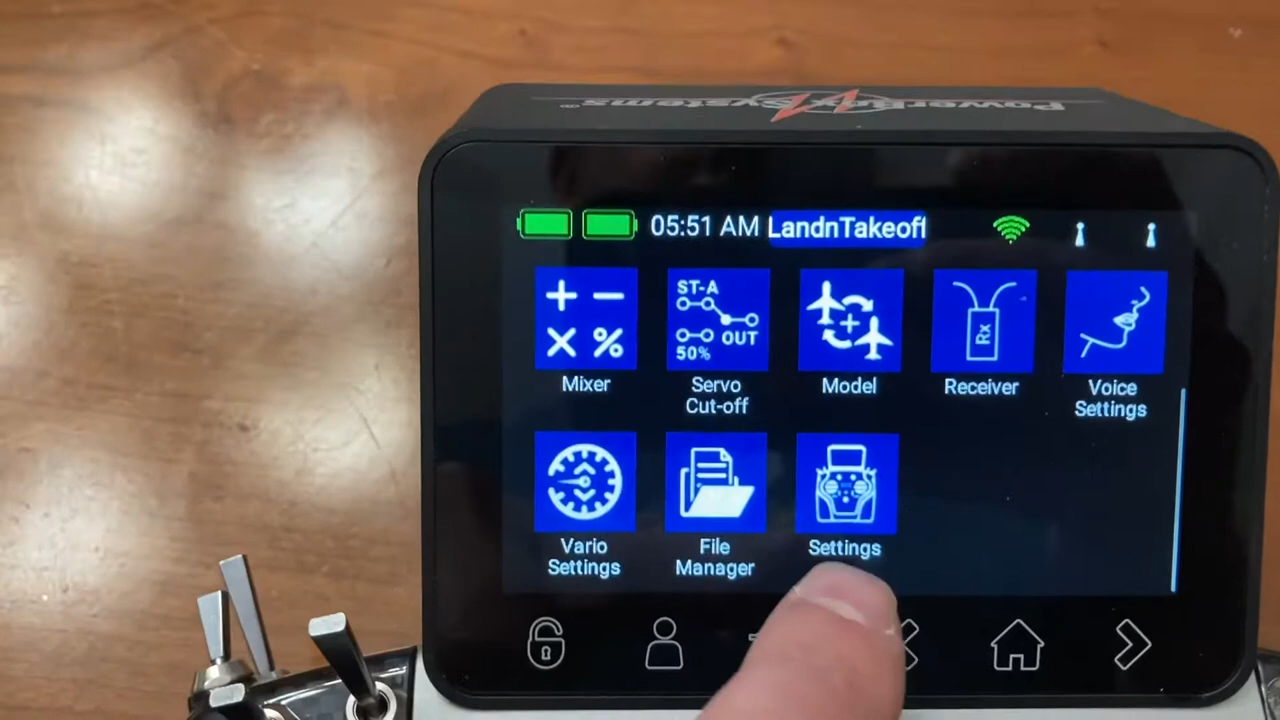 PowerBox Systems®
05:51 AM LandnTakeoff
+ −
× %
Mixer
ST-A
OUT
50%
Servo
Cut-off
Model
Rx
Receiver
Voice
Settings
Vario
Settings
File
Manager
Settings